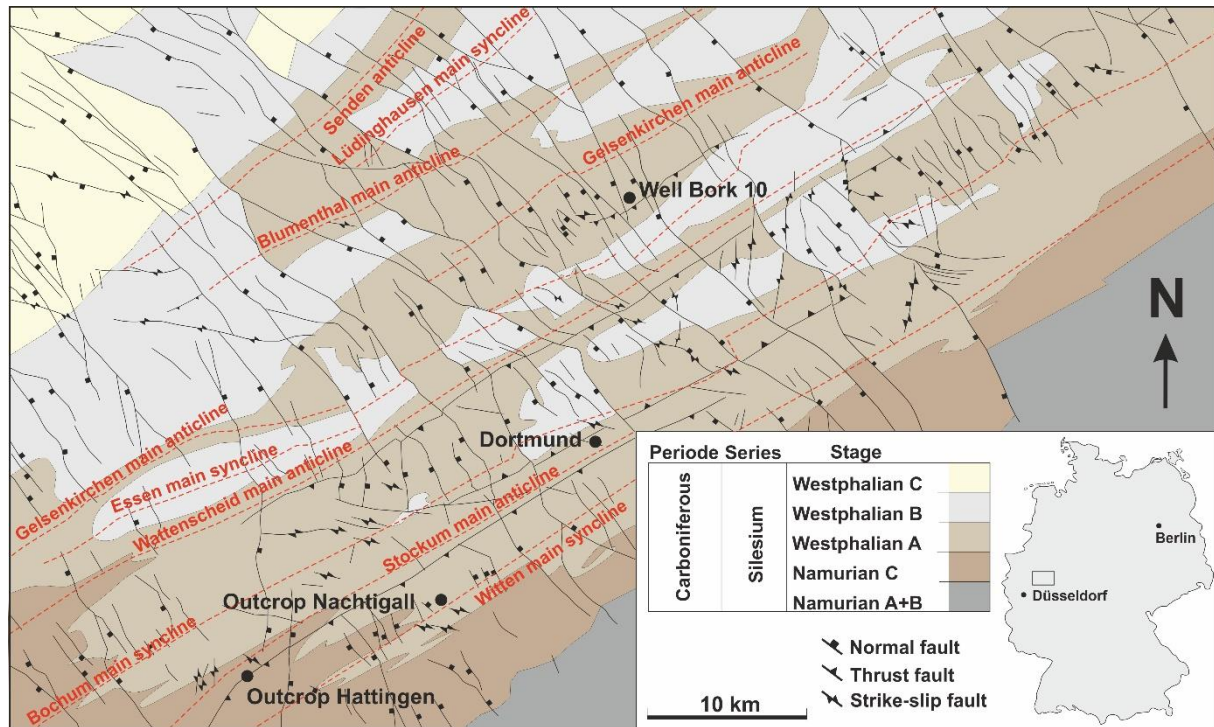 Senden anticline
Lüdinghausen main syncline
Gelsenkirchen main anticline
Blumenthal main anticline
Well Bork 10
N
Gelsenkirchen main anticline
Essen main syncline
Wattenscheid main anticline
Dortmund
Stockum main anticline
Witten main syncline
Outcrop Nachtigall
Bochum main syncline
Outcrop Hattingen
Periode Series Stage
Carboniferous
Silesium
Westphalian C
Westphalian B
Westphalian A
Namurian C
Namurian A+B
Normal fault
Thrust fault
Strike-slip fault
10 km
Berlin
Düsseldorf